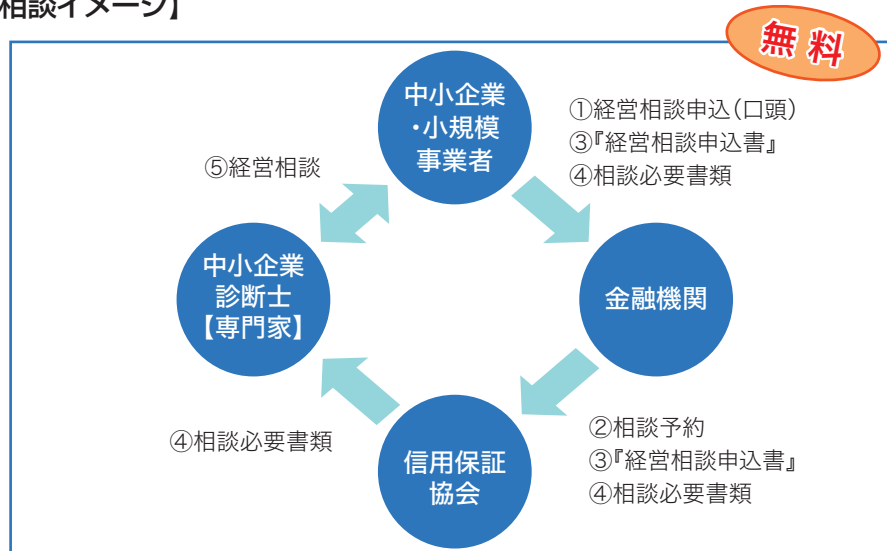 相談イメージ】
無料
中小企業
・小規模
事業者
①経営相談申込（口頭）
③『経営相談申込書』
④相談必要書類
⑤経営相談
中小企業
診断士
【専門家】
金融機関
④相談必要書類
信用保証
協会
②相談予約
③『経営相談申込書』
④相談必要書類